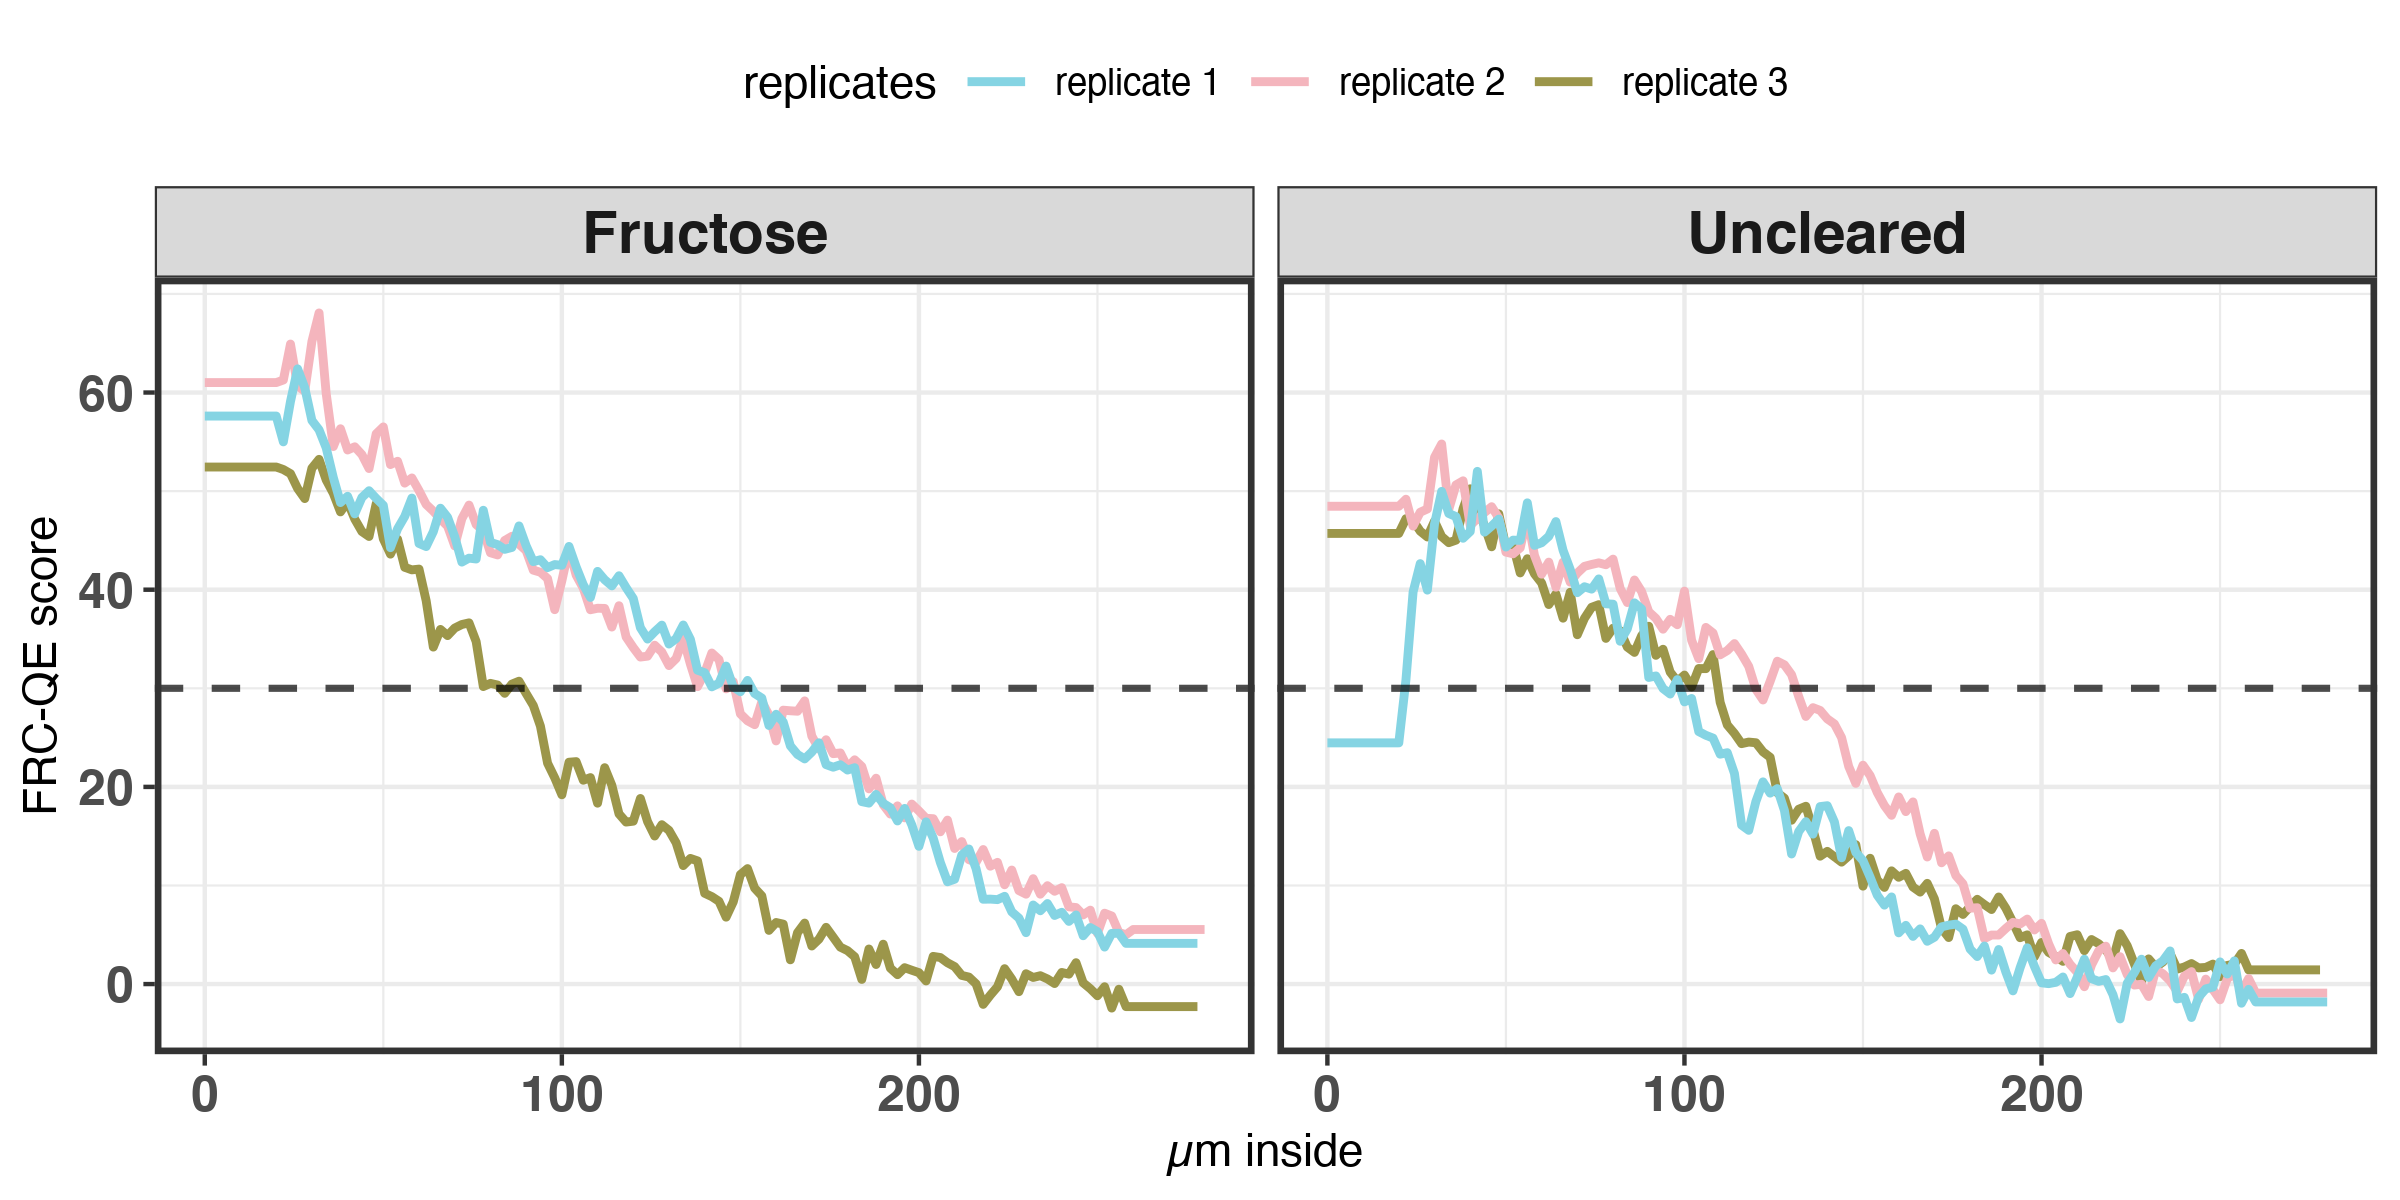 replicates replicate 1 replicate 2 replicate 3
Fructose Uncleared
60
40
20
0
FRC-QE score
0 100 200 0 100 200
µm inside